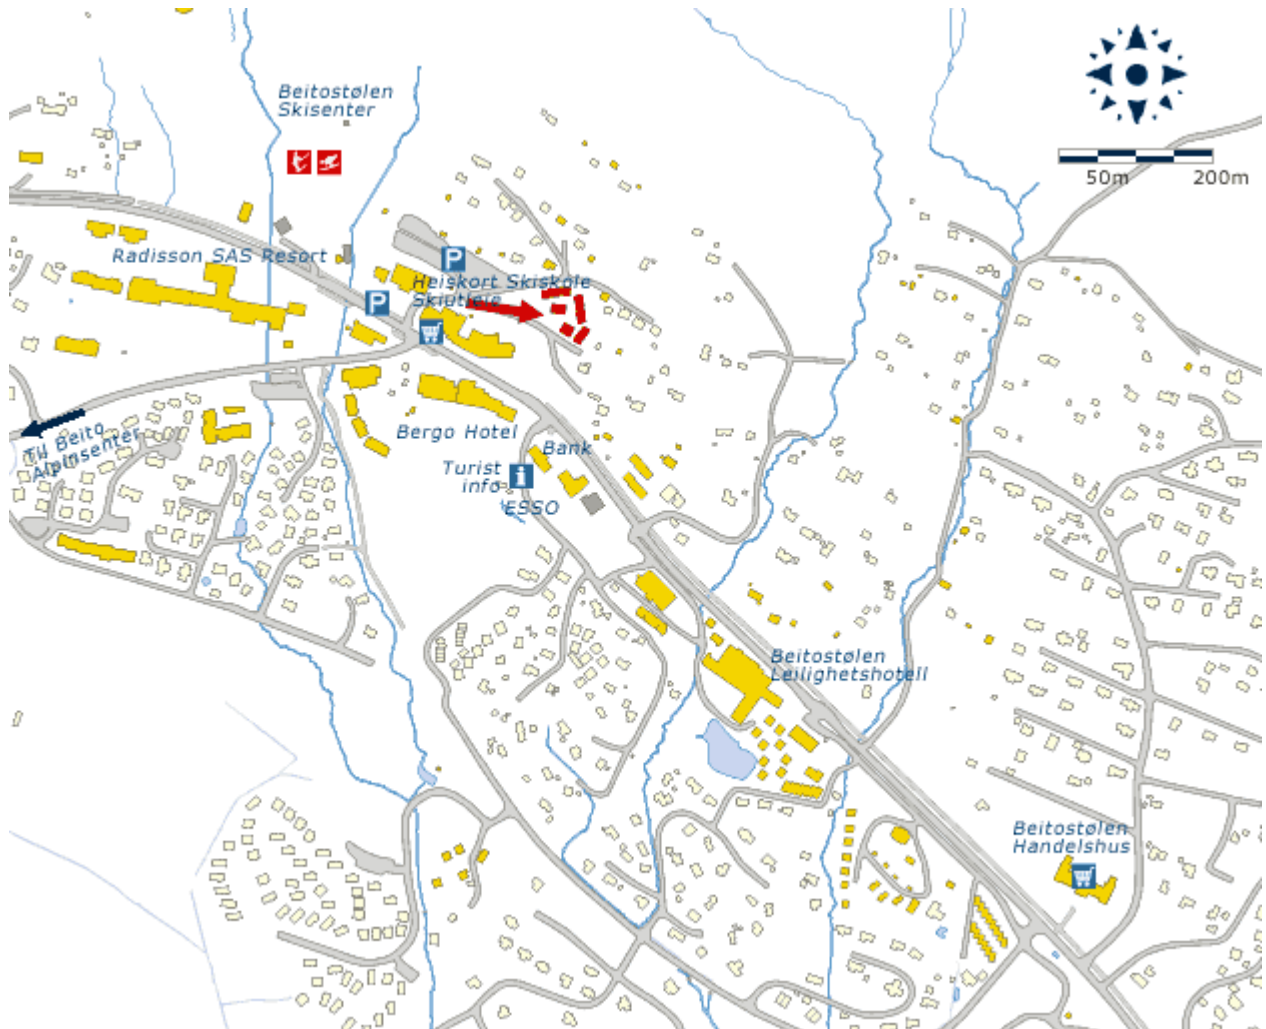 Beitostølen
Skisenter
50m
200m
Radisson SAS Resort
P
Heiskort Skiskole
Skiutleie
P
Til Beito
Alpinsenter
Bergo Hotel
Bank
Turist
info
i
ESSO
Beitostølen
Leilighetshotell
Beitostølen
Handelshus